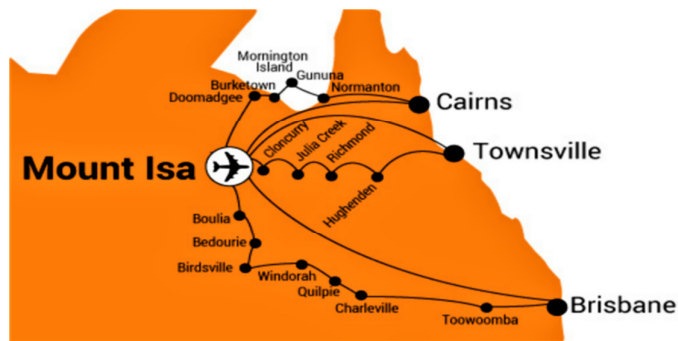 Mornington
Island
Gununa
Burketown
Normanton
Doomadgee
Cairns
Cloncurry
Julia Creek
Richmond
Townsville
Mount Isa
Hughenden
Boulia
Bedourie
Birdsville
Windorah
Quilpie
Charleville
Brisbane
Toowoomba